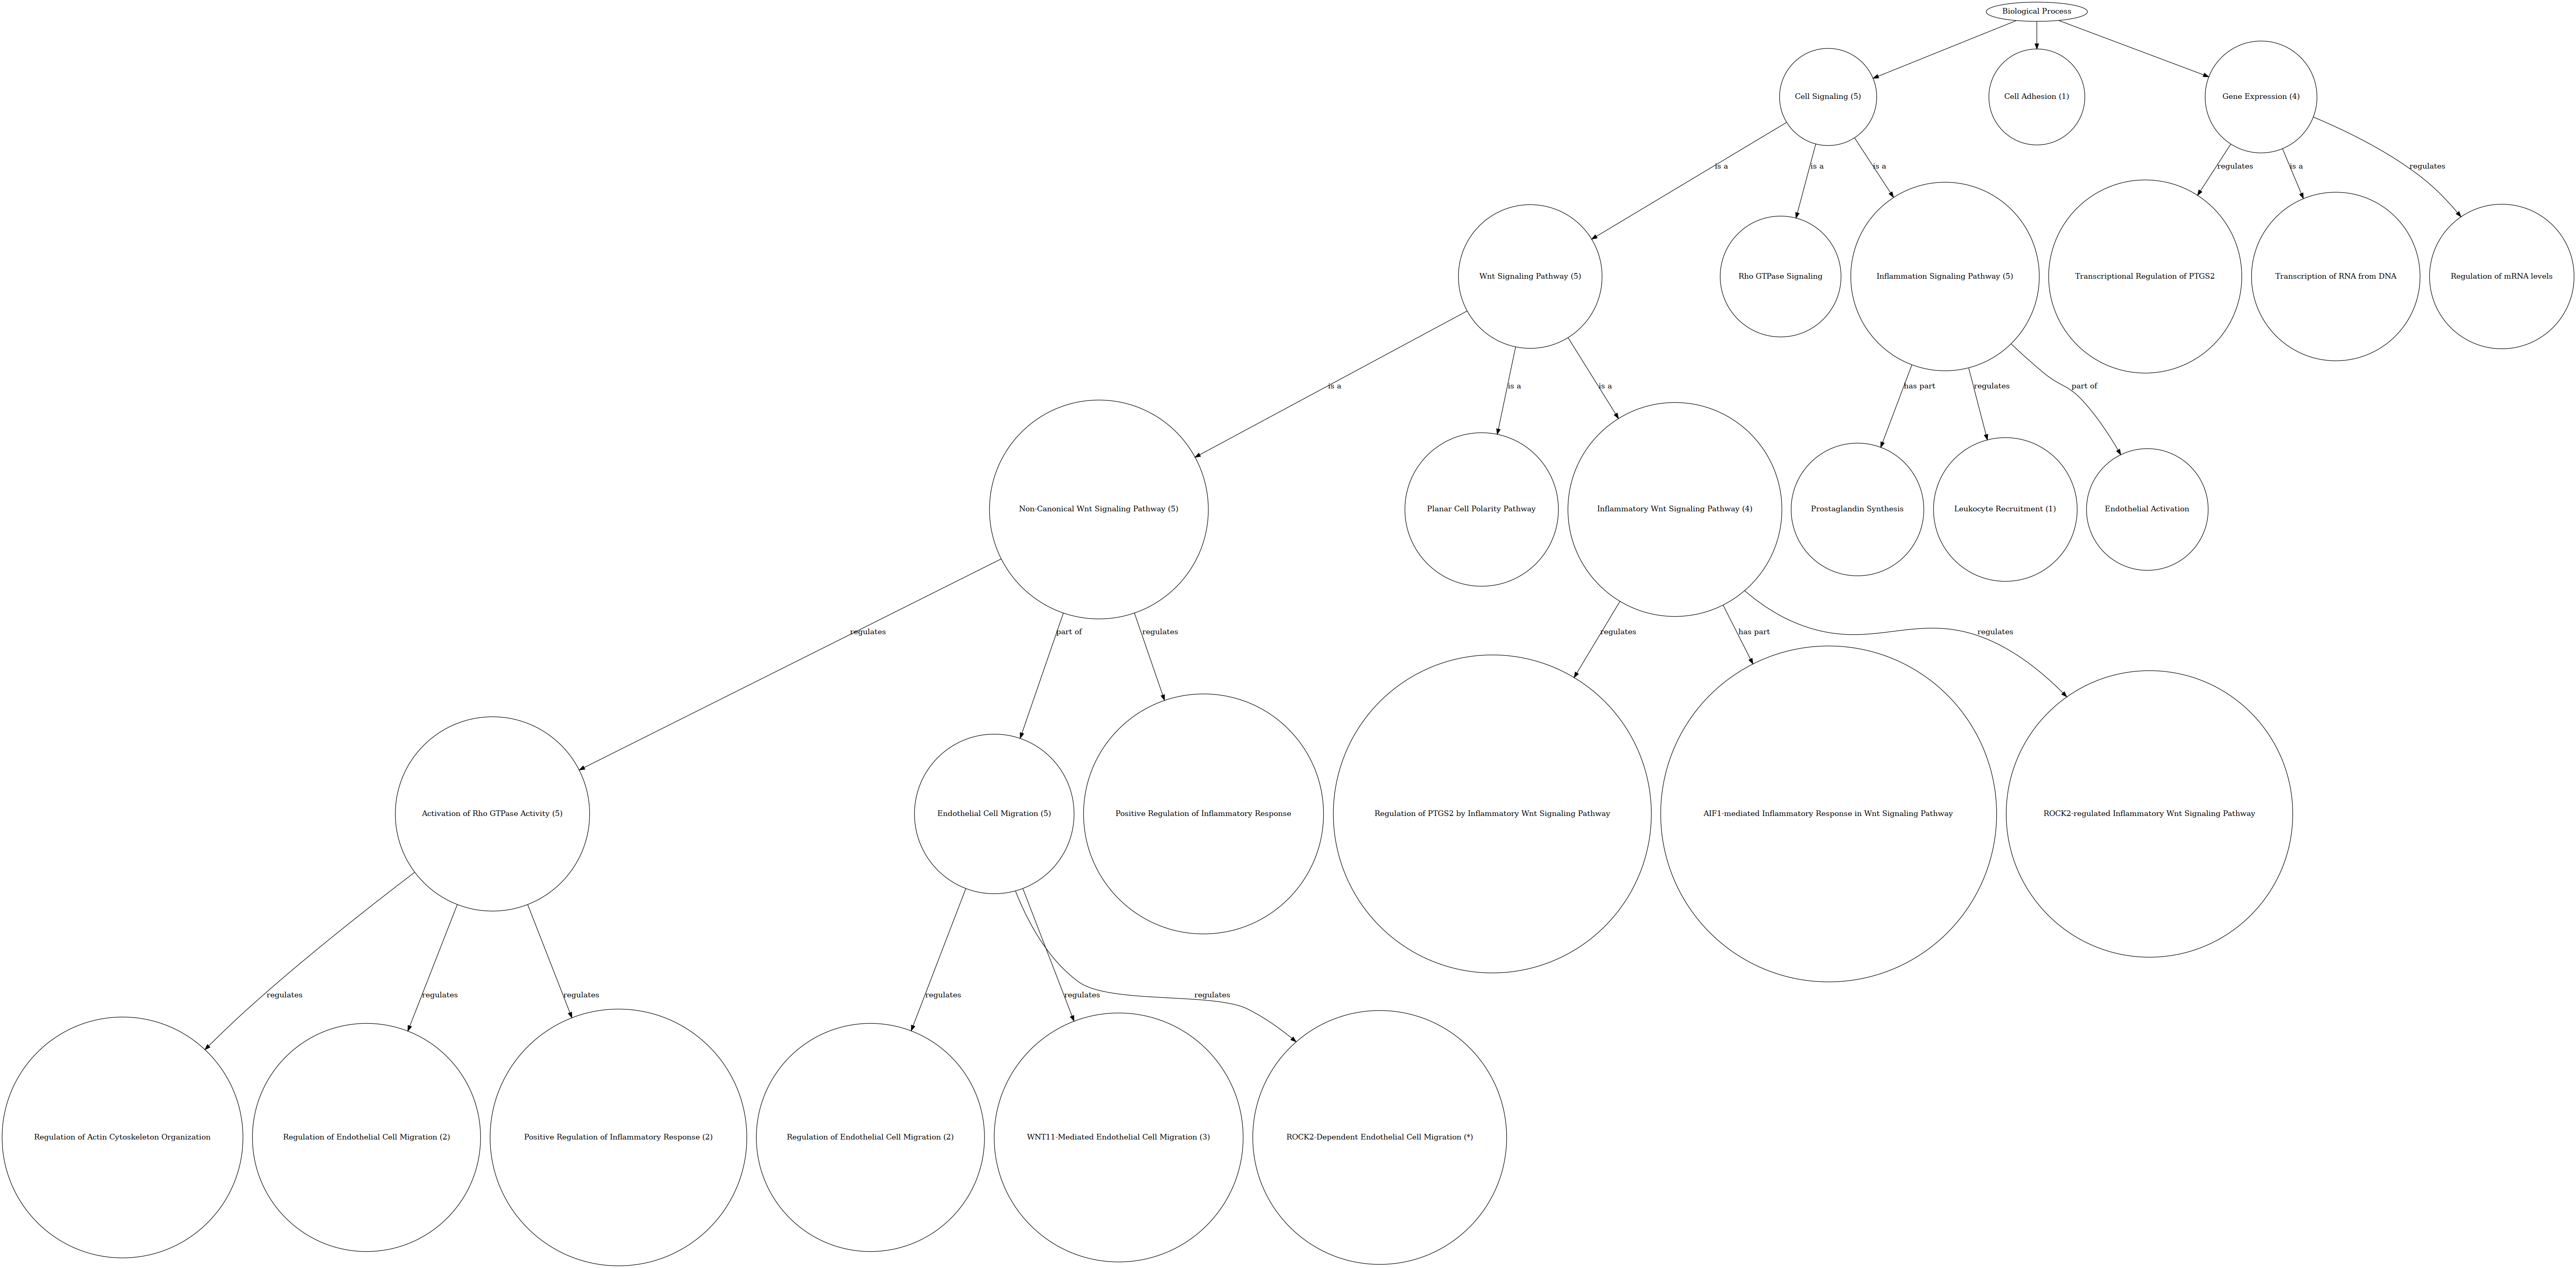 Biological Process
Cell Signaling (5)
Cell Adhesion (1)
Gene Expression (4)
is a
is a
is a
regulates
is a
regulates
Wnt Signaling Pathway (5)
Rho GTPase Signaling
Inflammation Signaling Pathway (5)
Transcriptional Regulation of PTGS2
Transcription of RNA from DNA
Regulation of mRNA levels
is a
is a
is a
has part
regulates
part of
Non-Canonical Wnt Signaling Pathway (5)
Planar Cell Polarity Pathway
Inflammatory Wnt Signaling Pathway (4)
Prostaglandin Synthesis
Leukocyte Recruitment (1)
Endothelial Activation
regulates
part of
regulates
regulates
has part
regulates
Activation of Rho GTPase Activity (5)
Endothelial Cell Migration (5)
Positive Regulation of Inflammatory Response
Regulation of PTGS2 by Inflammatory Wnt Signaling Pathway
AIF1-mediated Inflammatory Response in Wnt Signaling Pathway
ROCK2-regulated Inflammatory Wnt Signaling Pathway
regulates
regulates
regulates
regulates
regulates
regulates
Regulation of Actin Cytoskeleton Organization
Regulation of Endothelial Cell Migration (2)
Positive Regulation of Inflammatory Response (2)
Regulation of Endothelial Cell Migration (2)
WNT11-Mediated Endothelial Cell Migration (3)
ROCK2-Dependent Endothelial Cell Migration (*)